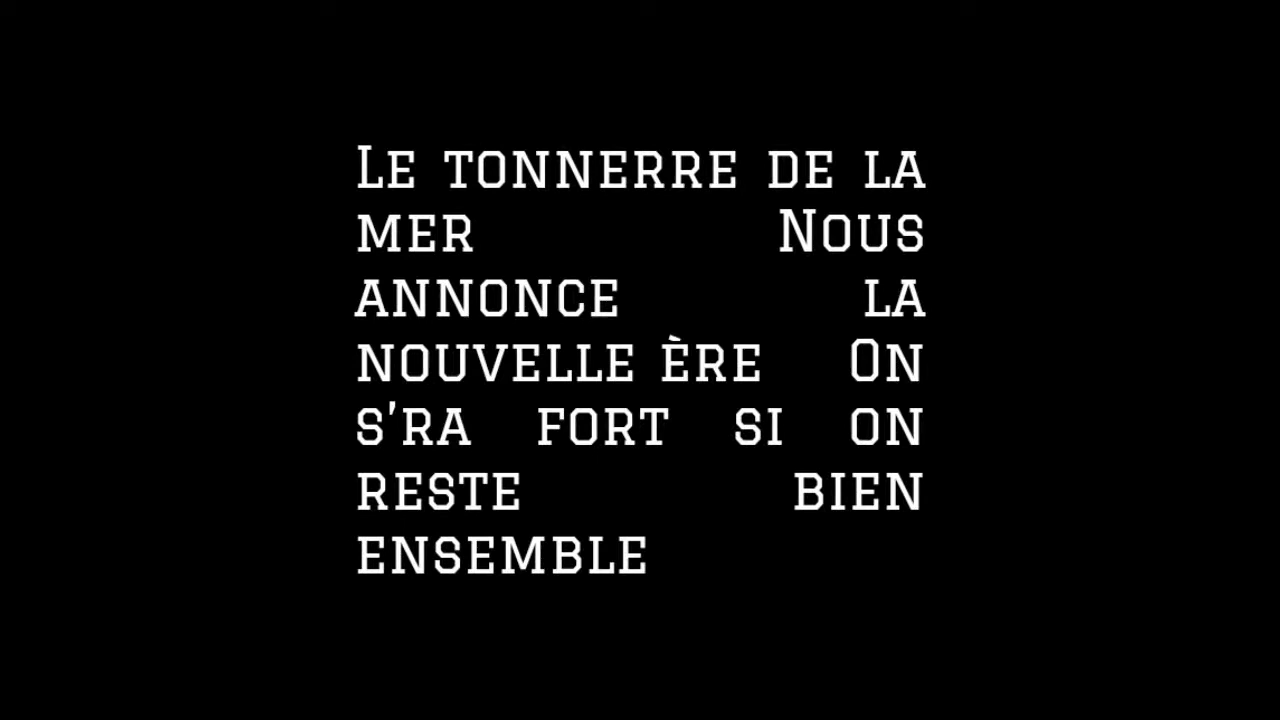 Le tonnerre de la
mer Nous
annonce la
nouvelle ère On
s'ra fort si on
reste bien
ensemble